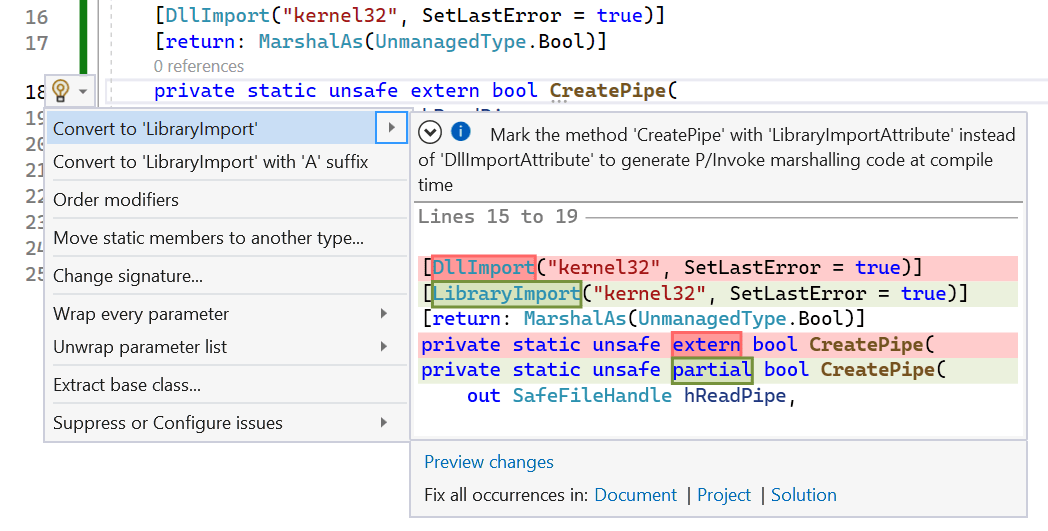 16 [DllImport("kernel32", SetLastError = true)]
17 [return: MarshalAs(UnmanagedType.Bool)]
0 references
18 private static unsafe extern bool CreatePipe(
19
20
21
22
23
24
25
Convert to 'LibraryImport'
Convert to 'LibraryImport' with 'A' suffix
Order modifiers
Move static members to another type...
Change signature...
Wrap every parameter
Unwrap parameter list
Extract base class...
Suppress or Configure issues
Mark the method 'CreatePipe' with 'LibraryImportAttribute' instead
of 'DllImportAttribute' to generate P/Invoke marshalling code at compile
time
Lines 15 to 19
[DllImport("kernel32", SetLastError = true)]
[LibraryImport("kernel32", SetLastError = true)]
[return: MarshalAs(UnmanagedType.Bool)]
private static unsafe extern bool CreatePipe(
private static unsafe partial bool CreatePipe(
out SafeFileHandle hReadPipe,
Preview changes
Fix all occurrences in: Document | Project | Solution